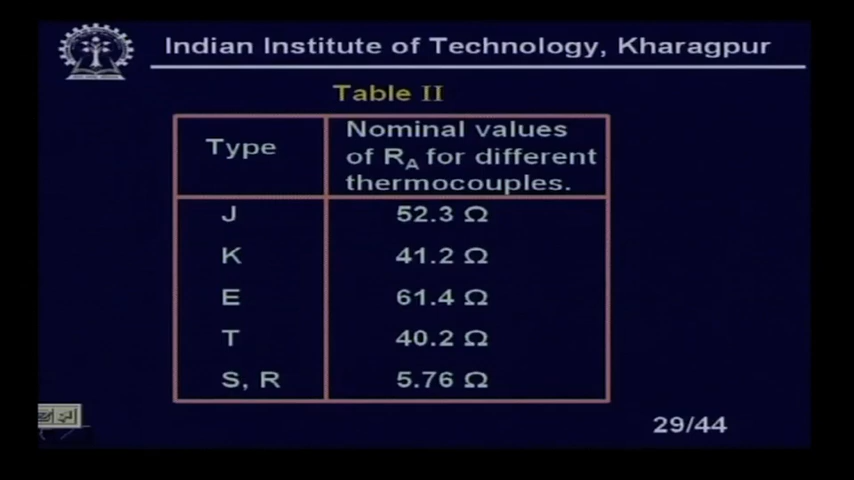 Indian Institute of Technology, Kharagpur
Table II
Type
Nominal values
of RA for different
thermocouples.
J 52.3 Ω
K 41.2 Ω
E 61.4 Ω
T 40.2 Ω
S, R 5.76 Ω
29/44